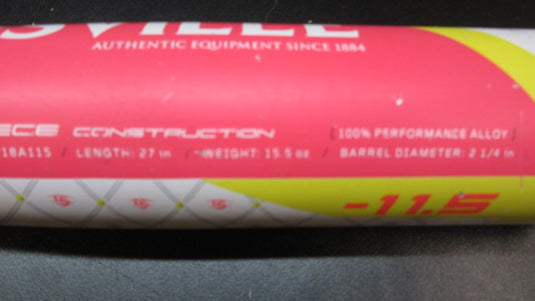 SVILLE
AUTHENTIC EQUIPMENT SINCE 1884
ECE CONSTRUCTION
100% PERFORMANCE ALLOY
18A115 / LENGTH: 27 in / WEIGHT: 15.5 oz
BARREL DIAMETER: 2 1/4 in
-11.5